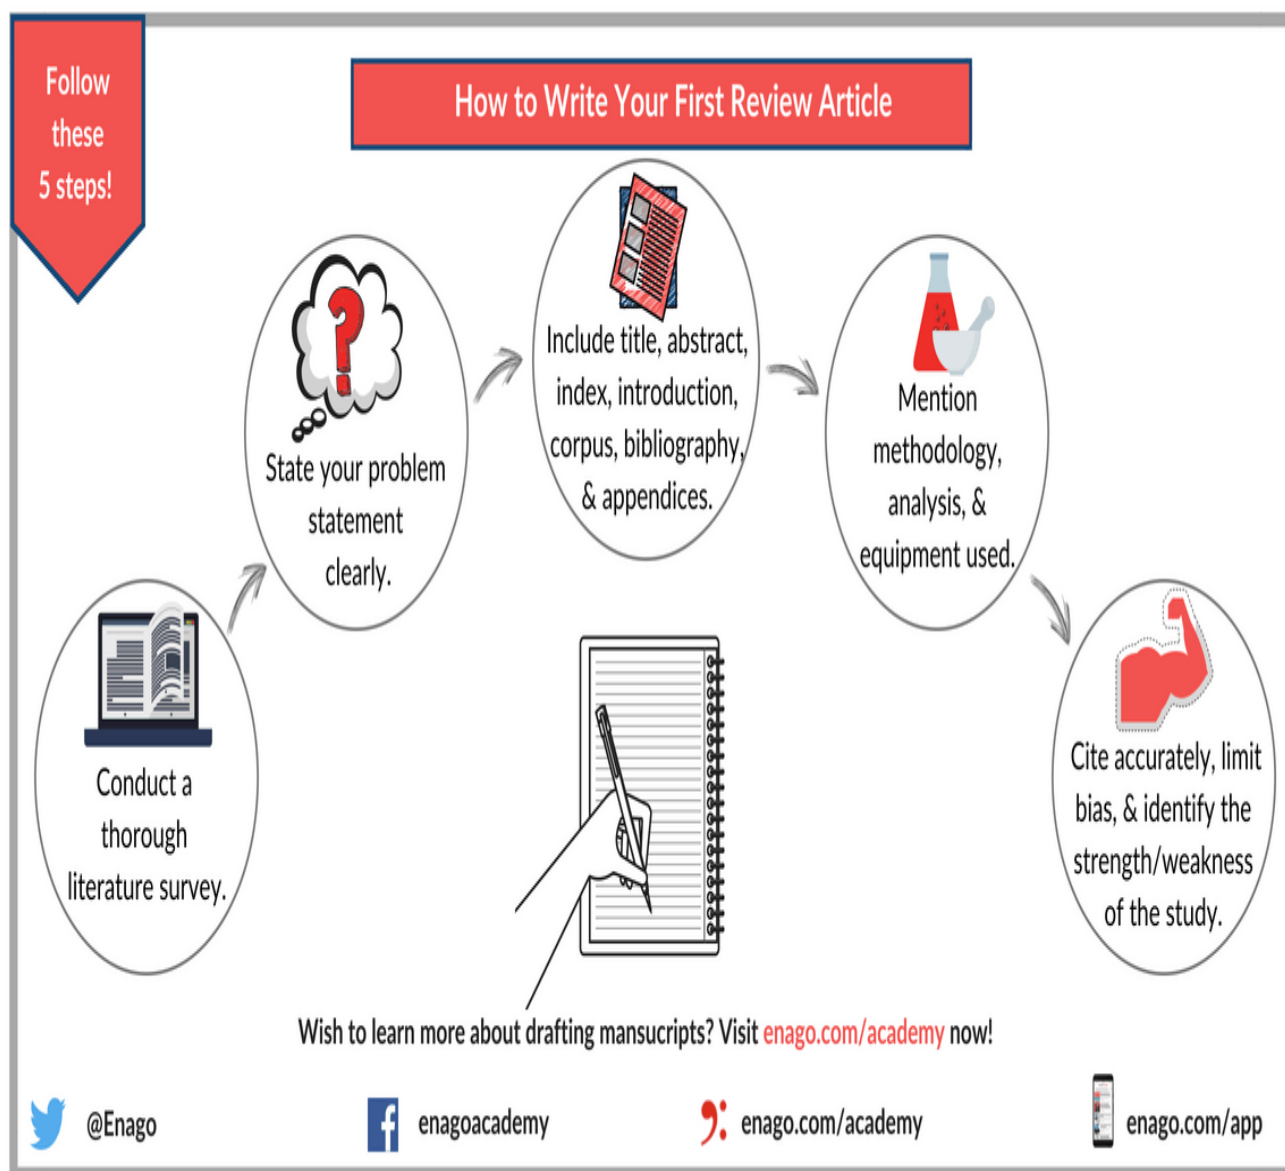 Follow
these
5 steps!
How to Write Your First Review Article
Conduct a
thorough
literature survey.
State your problem
statement
clearly.
Include title, abstract,
index, introduction,
corpus, bibliography,
& appendices.
Mention
methodology,
analysis, &
equipment used.
Cite accurately, limit
bias, & identify the
strength/weakness
of the study.
Wish to learn more about drafting mansucripts? Visit enago.com/academy now!
@Enago
enagoacademy
enago.com/academy
enago.com/app